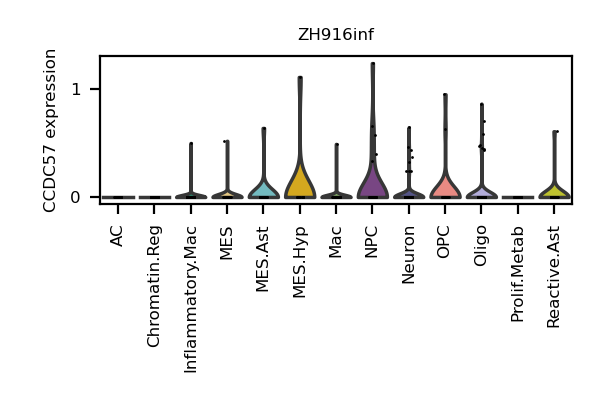 ZH916inf
CCDC57 expression
1
0
AC
Chromatin.Reg
Inflammatory.Mac
MES
MES.Ast
MES.Hyp
Mac
NPC
Neuron
OPC
Oligo
Prolif.Metab
Reactive.Ast